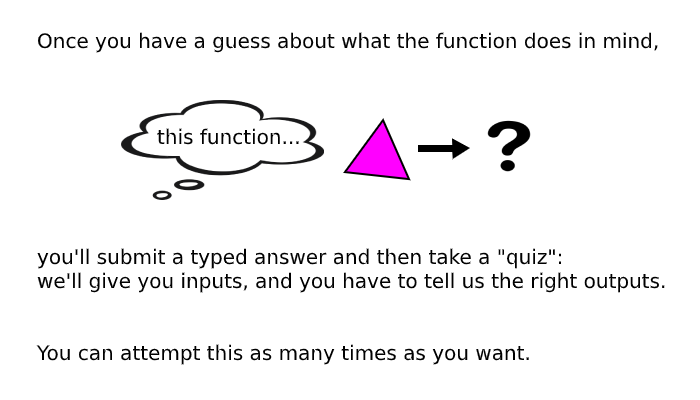 Once you have a guess about what the function does in mind,
this function...
?
you'll submit a typed answer and then take a "quiz":
we'll give you inputs, and you have to tell us the right outputs.
You can attempt this as many times as you want.